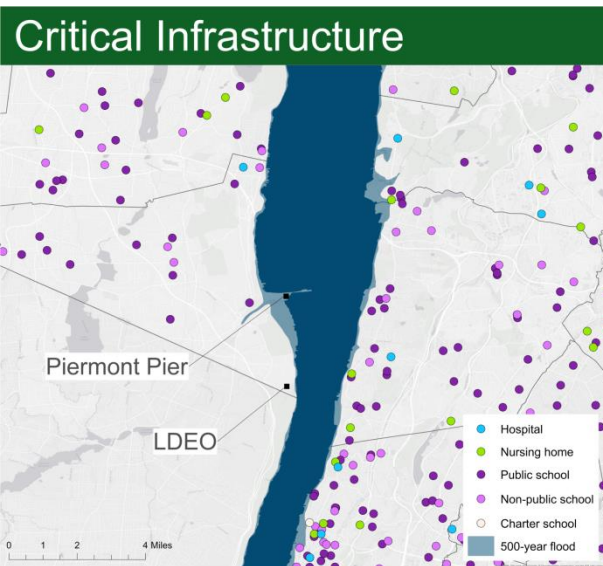 Critical Infrastructure
Piermont Pier
LDEO
Hospital
Nursing home
Public school
Non-public school
Charter school
500-year flood
0 1 2 4 Miles